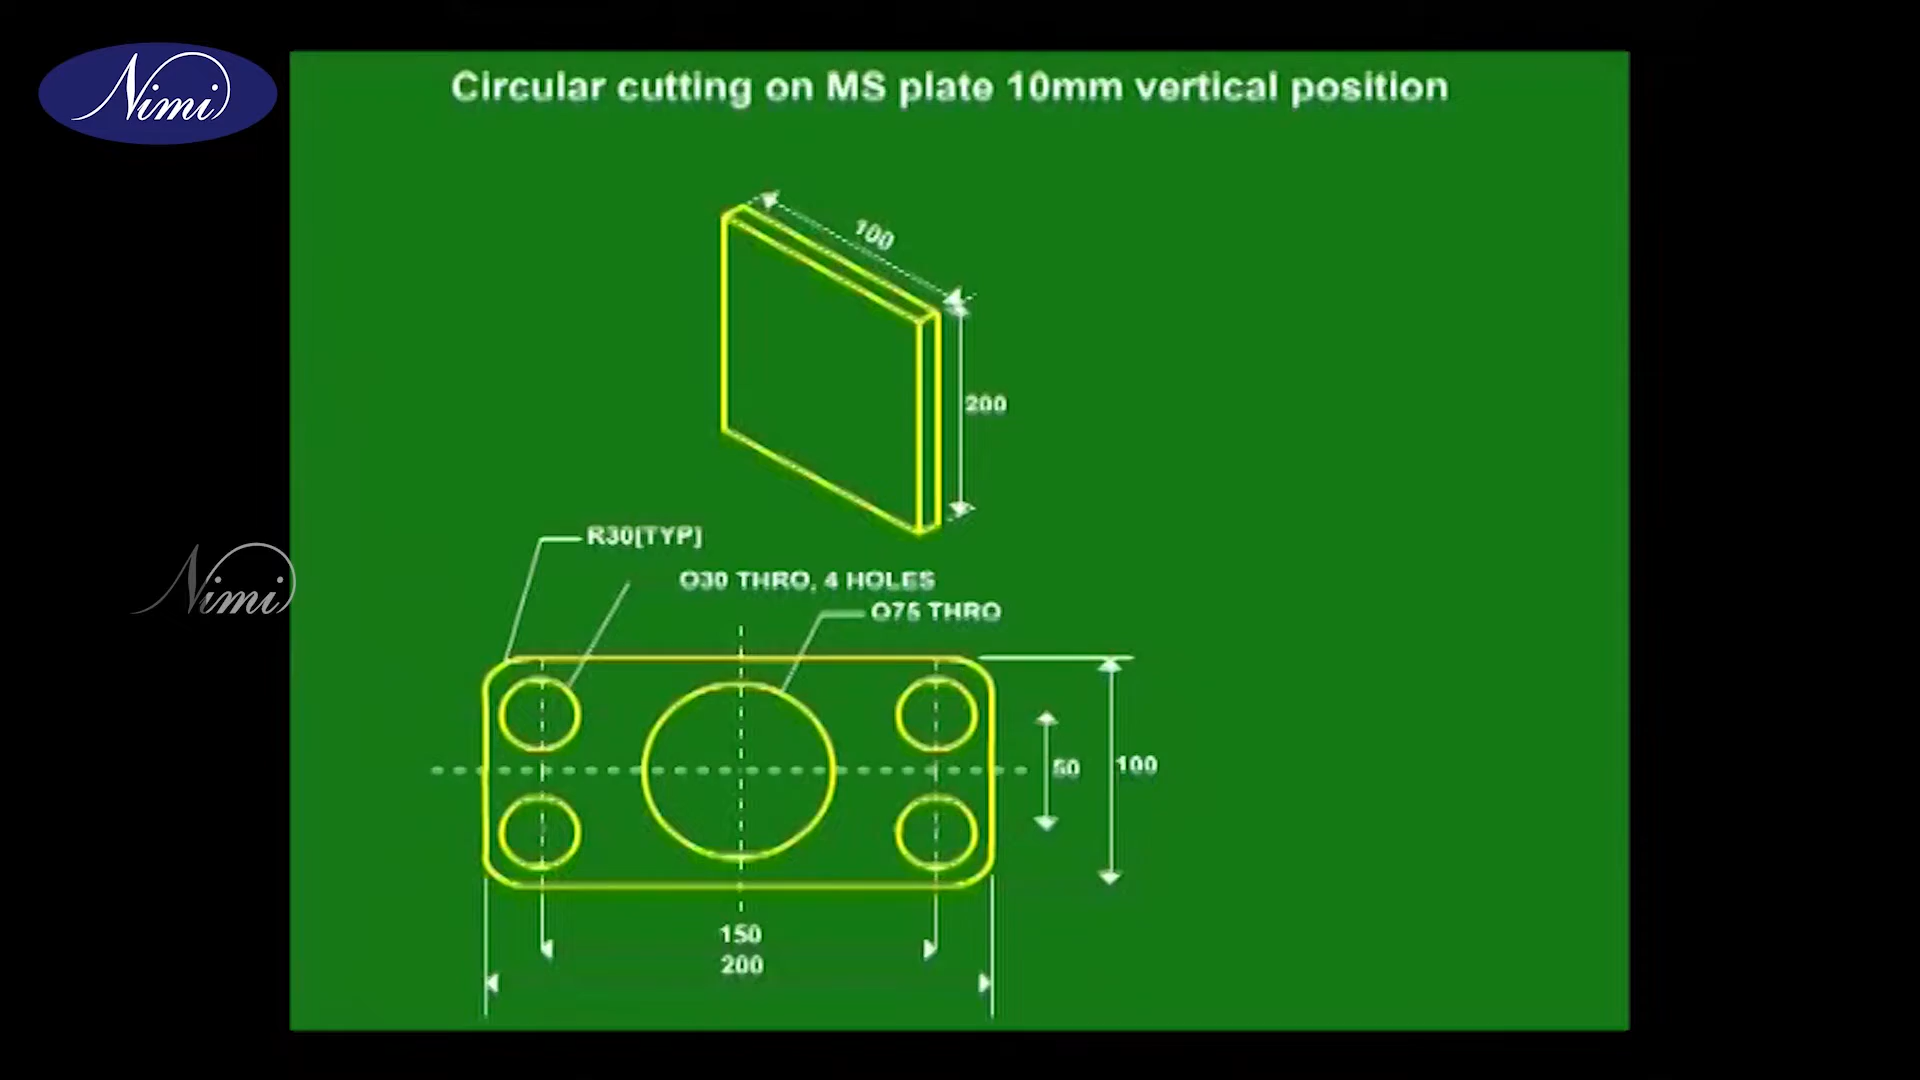 Nimi
Circular cutting on MS plate 10mm vertical position
100
200
R30[TYP]
Nimi
O30 THRO, 4 HOLES
O75 THRO
50
100
150
200